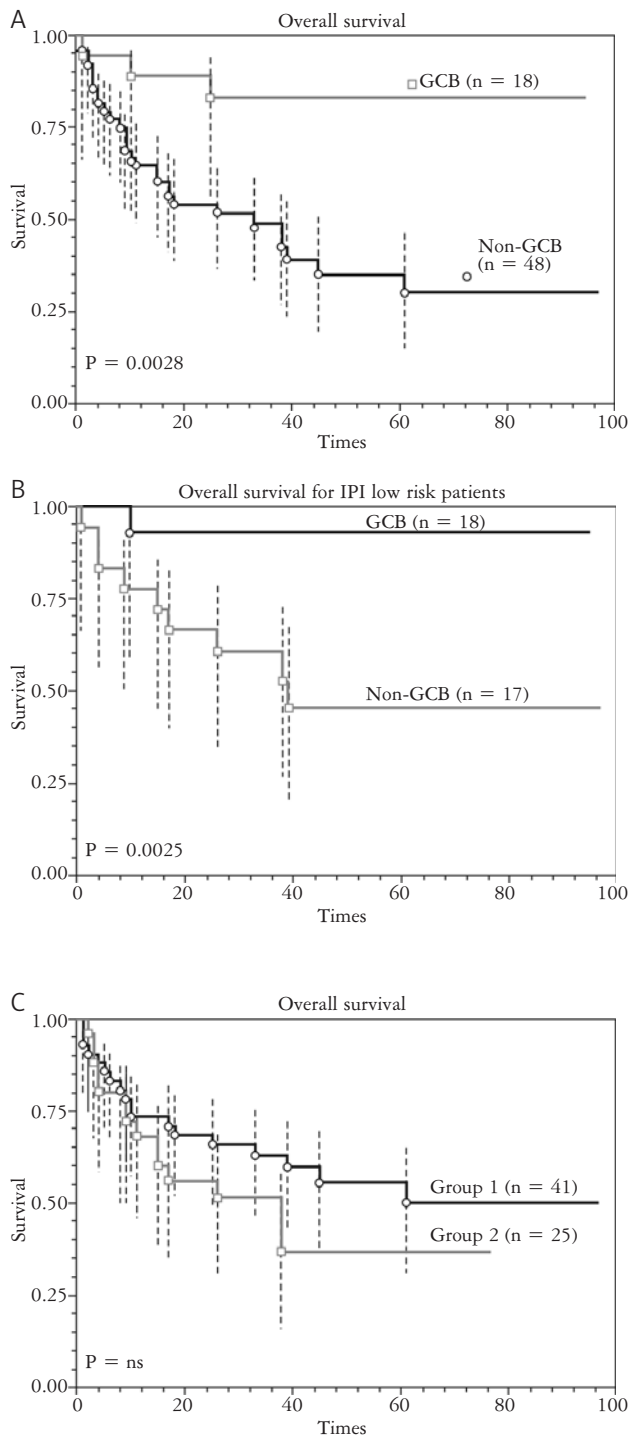 A
Overall survival
1.00
GCB (n = 18)
0.75
Survival
0.50
Non-GCB
(n = 48)
0.25
P = 0.0028
0.00
0 20 40 60 80 100
Times
B
Overall survival for IPI low risk patients
1.00
GCB (n = 18)
0.75
Survival
0.50
Non-GCB (n = 17)
0.25
P = 0.0025
0.00
0 20 40 60 80 100
Times
C
Overall survival
1.00
0.75
Survival
0.50
Group 1 (n = 41)
Group 2 (n = 25)
0.25
P = ns
0.00
0 20 40 60 80 100
Times